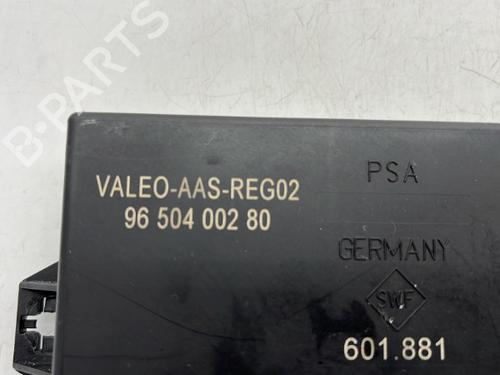 B-PARTS
VALEO-AAS-REG02
96 504 002 80
PSA
GERMANY
SWF
601.881